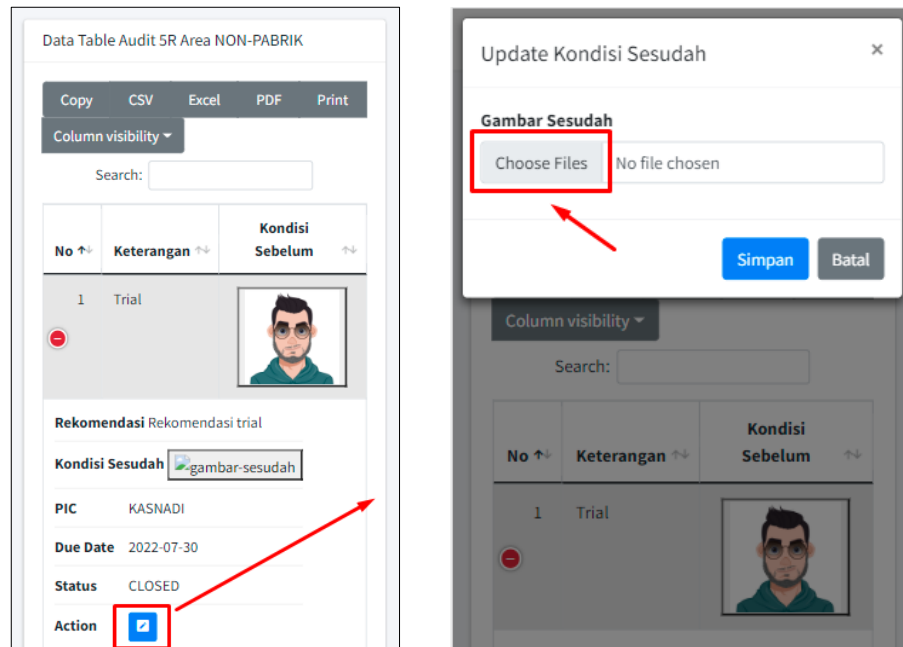 Data Table Audit 5R Area NON-PABRIK
Copy CSV Excel PDF Print
Column visibility
Search:
No Keterangan Kondisi Sebelum
1 Trial
Rekomendasi Rekomendasi trial
Kondisi Sesudah gambar-sesudah
PIC KASNADI
Due Date 2022-07-30
Status CLOSED
Action
Update Kondisi Sesudah ×
Gambar Sesudah
Choose Files No file chosen
Simpan Batal
Column visibility
Search:
No Keterangan Kondisi Sebelum
1 Trial